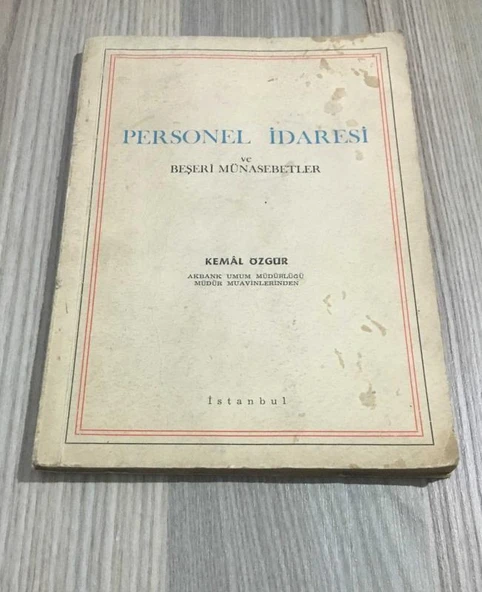 PERSONEL İDARESİ
ve
BEŞERİ MÜNASEBETLER
KEMÂL ÖZGÜR
AKBANK UMUM MÜDÜRLÜĞÜ
MÜDÜR MUAVİNLERİNDEN
İstanbul